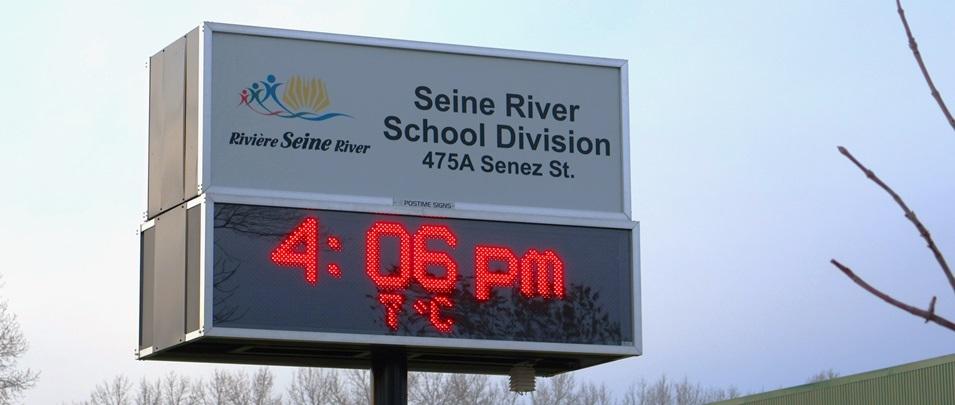 Seine River
School Division
475A Senez St.
Rivière Seine River
POSTIME SIGNS
4:06 pm
7°C